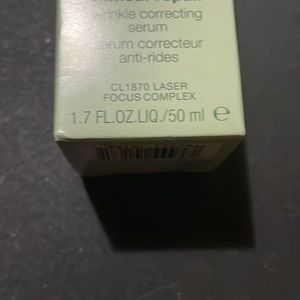 wrinkle correcting
serum
sérum correcteur
anti-rides
CL1870 LASER
FOCUS COMPLEX
1.7 FL.OZ.LIQ./50 ml ℮